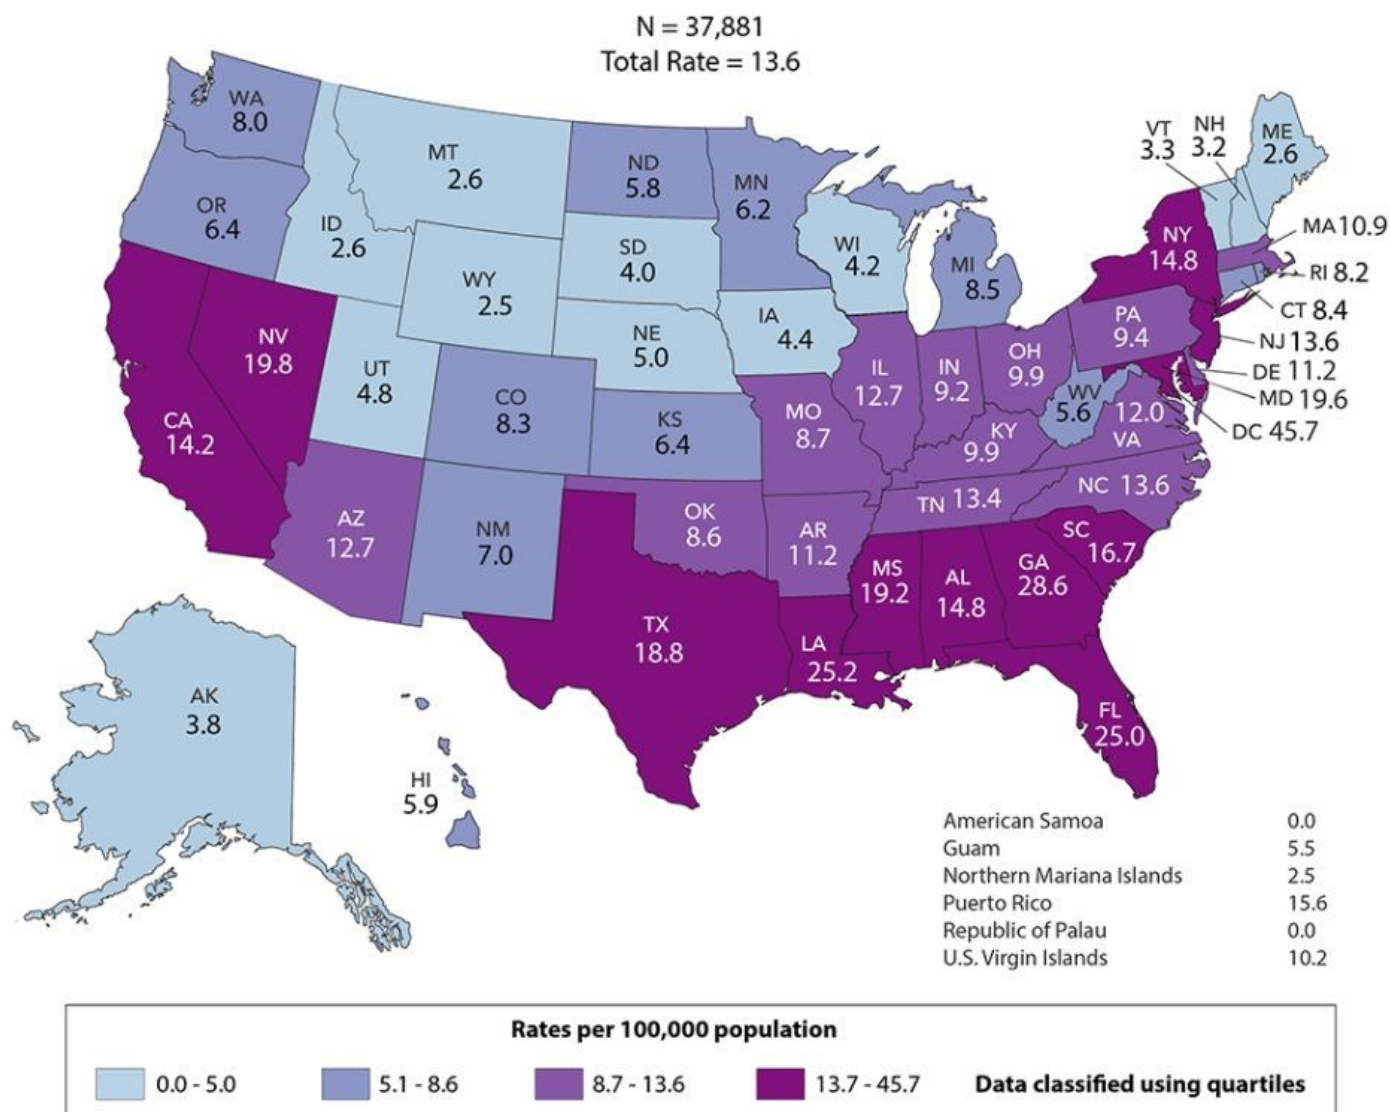 N = 37,881
Total Rate = 13.6
WA
8.0
MT
2.6
ND
5.8
MN
6.2
VT
3.3
NH
3.2
ME
2.6
OR
6.4
ID
2.6
SD
4.0
WI
4.2
MI
8.5
NY
14.8
MA 10.9
RI 8.2
CT 8.4
WY
2.5
NV
19.8
UT
4.8
NE
5.0
IA
4.4
IL
12.7
IN
9.2
OH
9.9
PA
9.4
NJ 13.6
DE 11.2
MD 19.6
DC 45.7
CA
14.2
CO
8.3
KS
6.4
MO
8.7
KY
9.9
WV
5.6
12.0
VA
AZ
12.7
NM
7.0
OK
8.6
AR
11.2
TN 13.4
NC 13.6
SC
16.7
MS
19.2
AL
14.8
GA
28.6
TX
18.8
LA
25.2
FL
25.0
AK
3.8
HI
5.9
American Samoa 0.0
Guam 5.5
Northern Mariana Islands 2.5
Puerto Rico 15.6
Republic of Palau 0.0
U.S. Virgin Islands 10.2
Rates per 100,000 population
0.0 - 5.0 5.1 - 8.6 8.7 - 13.6 13.7 - 45.7 Data classified using quartiles